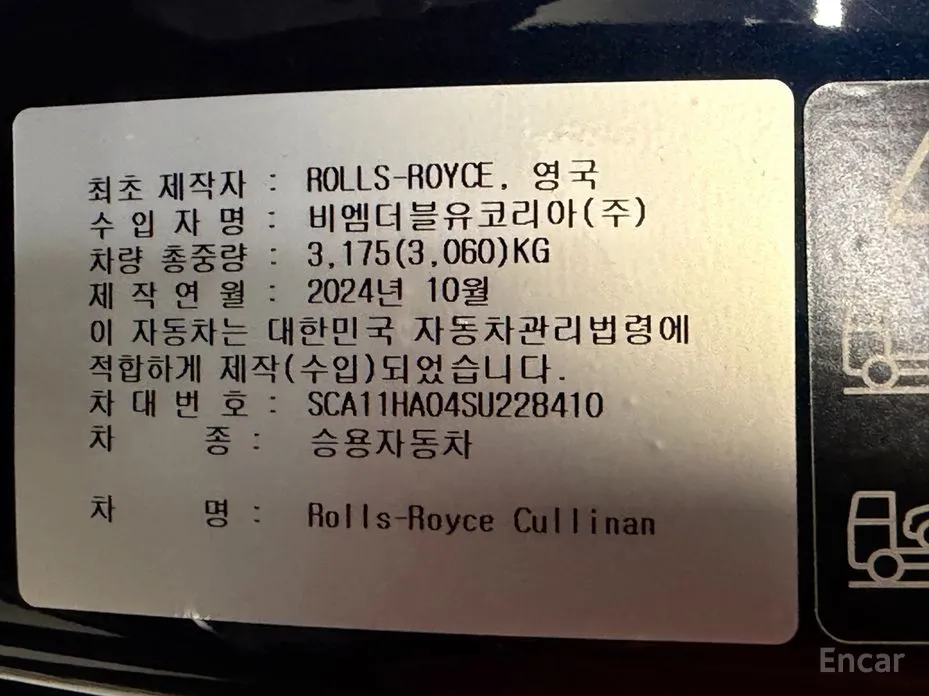 최초 제작자 : ROLLS-ROYCE, 영국
수 입 자 명 : 비엠더블유코리아(주)
차량 총중량 : 3,175(3,060)KG
제 작 연 월 : 2024년 10월
이 자동차는 대한민국 자동차관리법령에
적합하게 제작(수입)되었습니다.
차 대 번 호 : SCA11HA04SU228410
차 종 : 승용자동차
차 명 : Rolls-Royce Cullinan
Encar